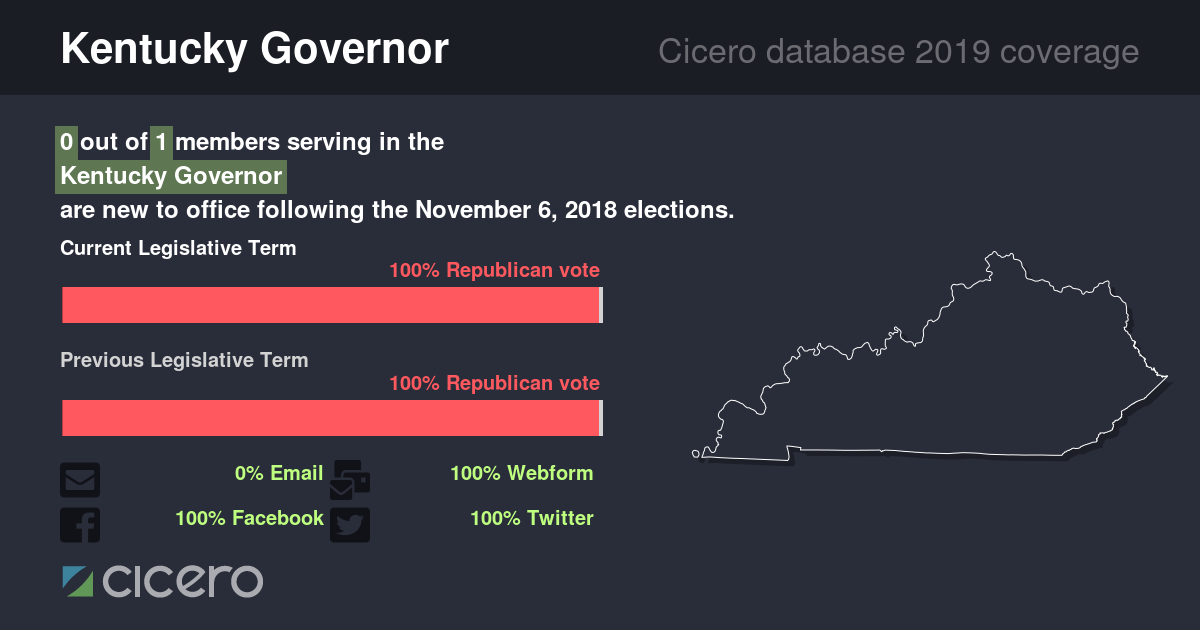 Kentucky Governor
Cicero database 2019 coverage
0 out of 1 members serving in the
Kentucky Governor
are new to office following the November 6, 2018 elections.
Current Legislative Term
100% Republican vote
Previous Legislative Term
100% Republican vote
0% Email
100% Webform
100% Facebook
100% Twitter
cicero